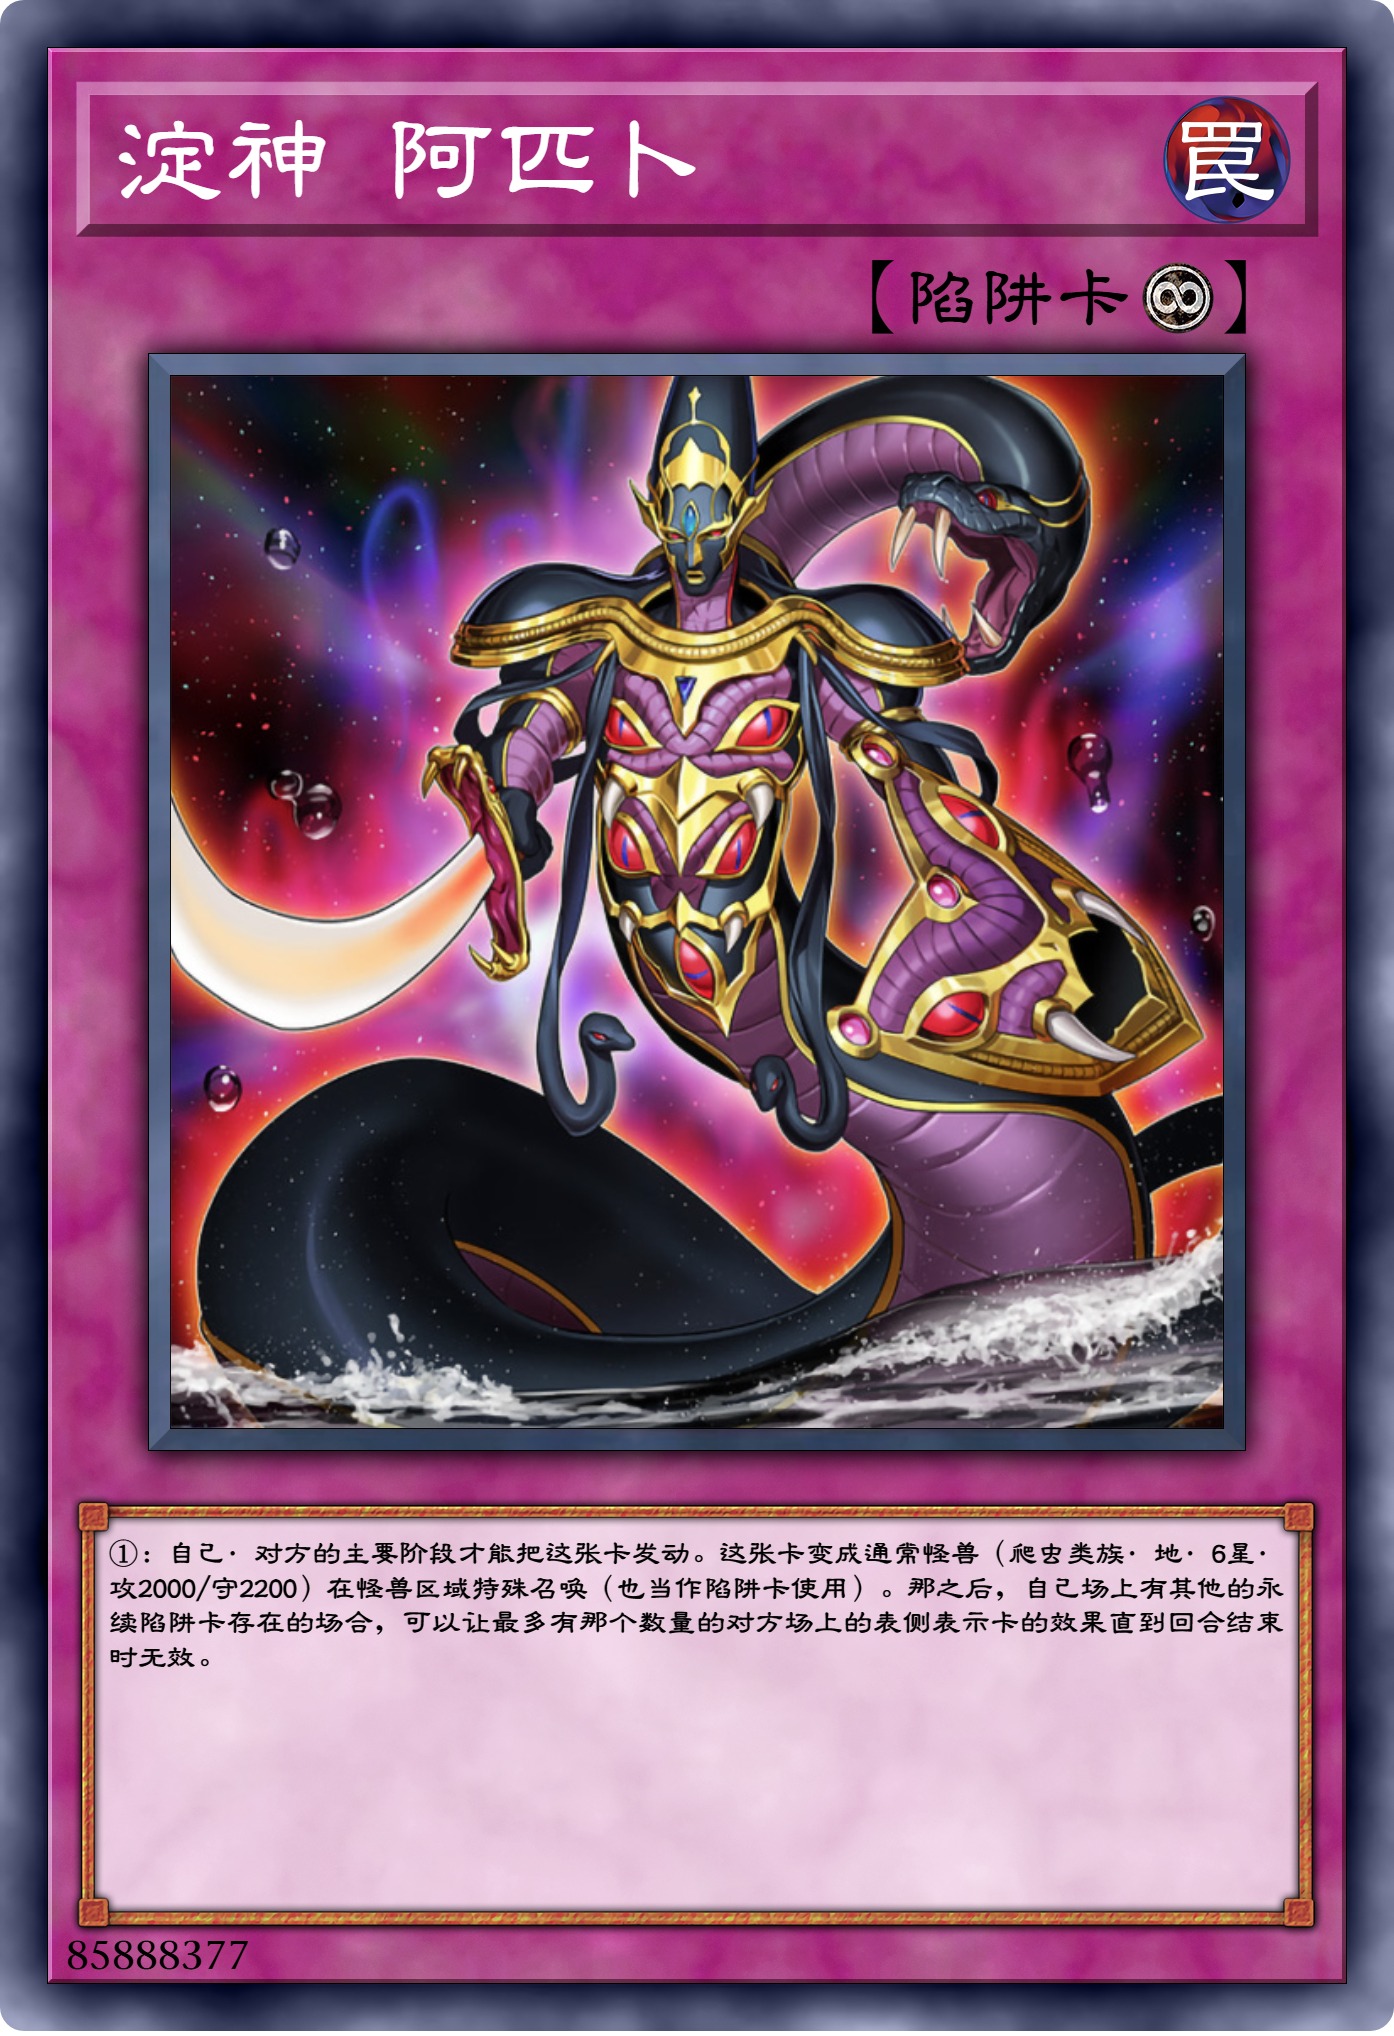 淀神 阿匹卜
罠
【陷阱卡♾】
①：自己·对方的主要阶段才能把这张卡发动。这张卡变成通常怪兽（爬虫类族·地·6星·
攻2000/守2200）在怪兽区域特殊召唤（也当作陷阱卡使用）。那之后，自己场上有其他的永
续陷阱卡存在的场合，可以让最多有那个数量的对方场上的表侧表示卡的效果直到回合结束
时无效。
85888377